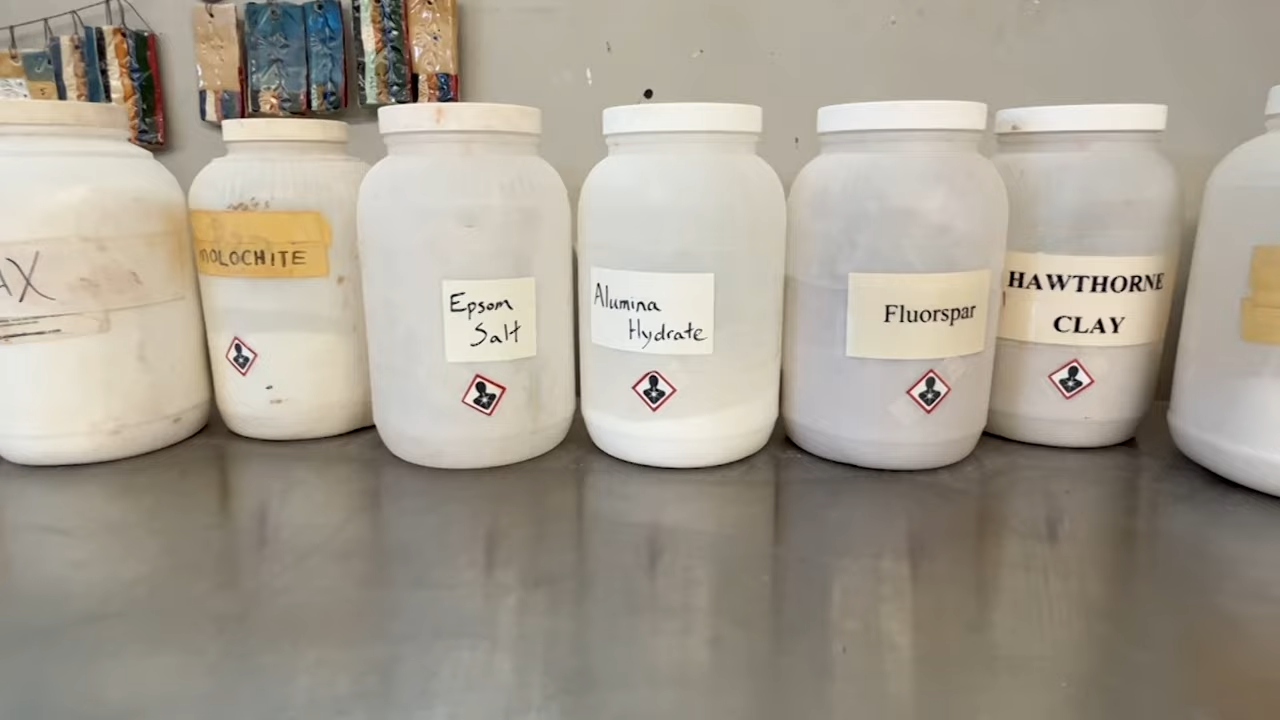 AX
MOLOCHITE
Epsom
Salt
Alumina
Hydrate
Fluorspar
HAWTHORNE
CLAY